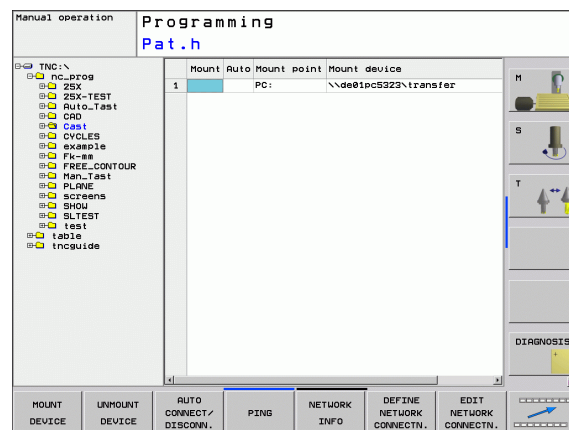 Manual operation
Programming
Pat.h
TNC:\
nc_prog
25X
25X-TEST
Auto_Tast
CAD
Cast
CYCLES
example
Fk-mm
FREE_CONTOUR
Man_Tast
PLANE
screens
SHOW
SLTEST
test
table
tncguide
Mount Auto Mount point Mount device
1 PC: \\de01pc5323\transfer
M
S
T
DIAGNOSIS
MOUNT
DEVICE
UNMOUNT
DEVICE
AUTO
CONNECT/
DISCONN.
PING
NETWORK
INFO
DEFINE
NETWORK
CONNECTN.
EDIT
NETWORK
CONNECTN.